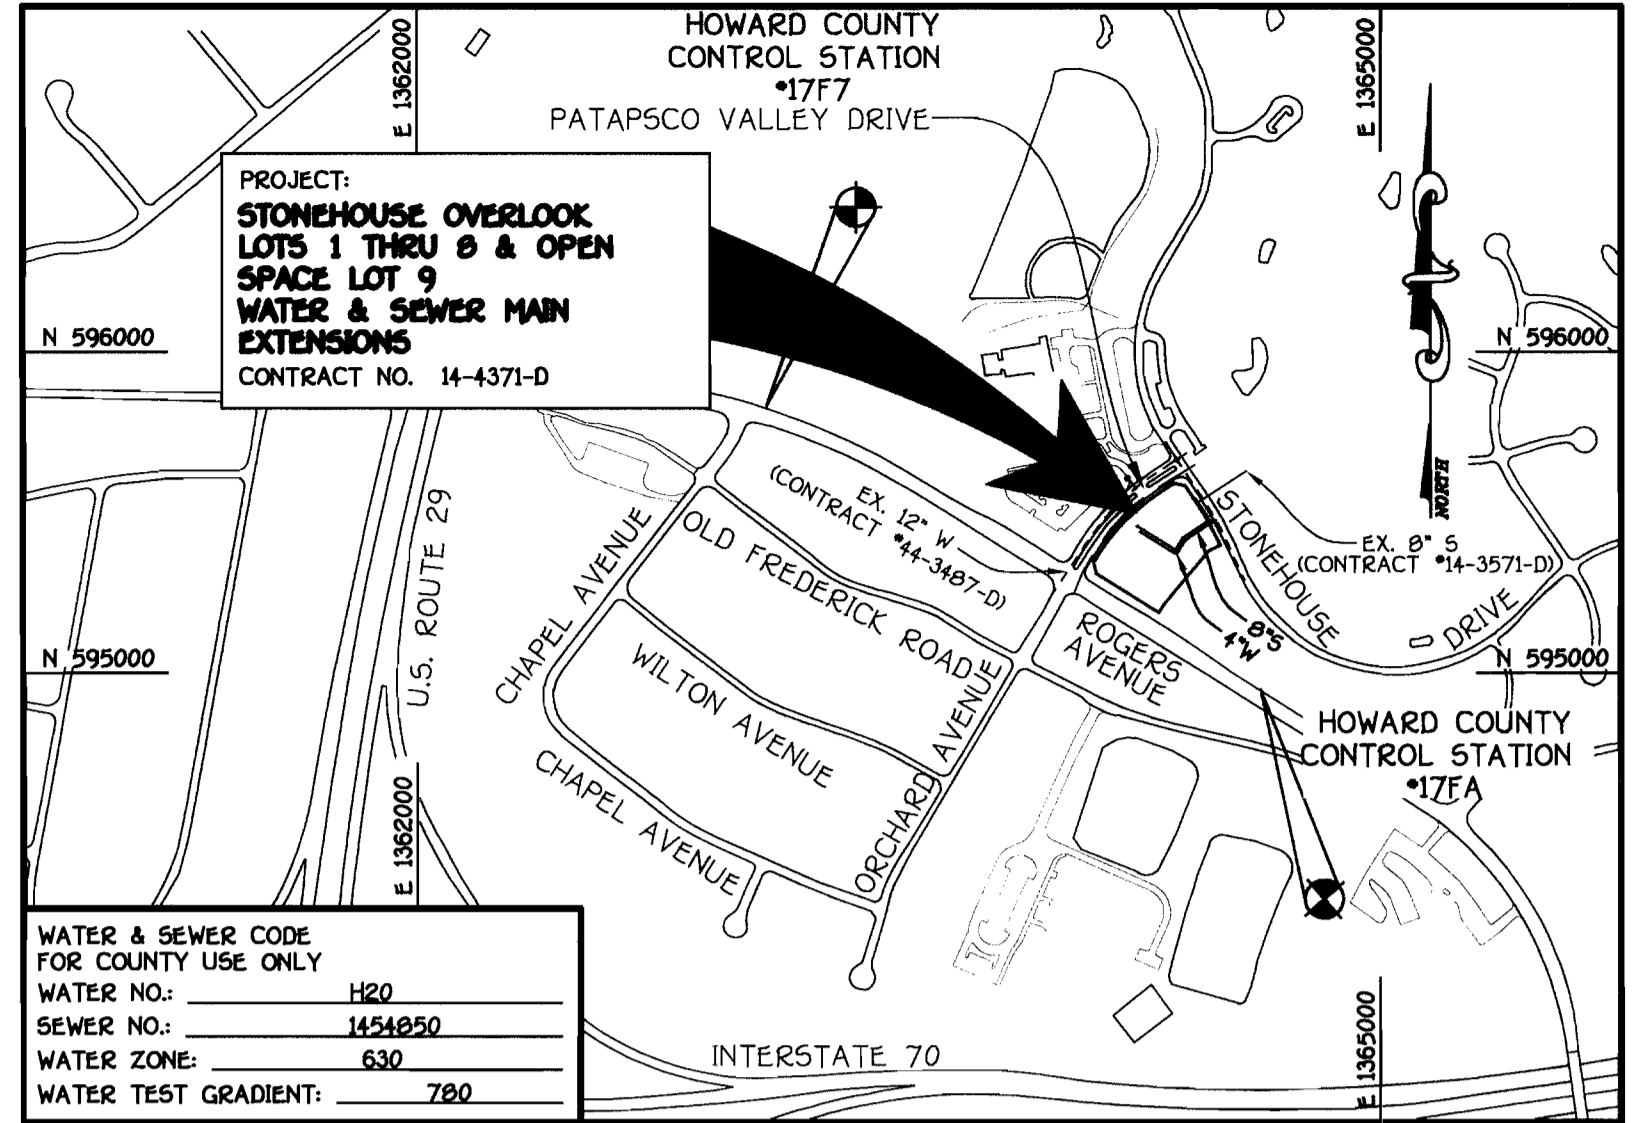 HOWARD COUNTY
CONTROL STATION
#17F7
PATAPSCO VALLEY DRIVE
E 1362000
E 1365000
PROJECT:
STONEHOUSE OVERLOOK
LOTS 1 THRU 8 & OPEN
SPACE LOT 9
WATER & SEWER MAIN
EXTENSIONS
CONTRACT NO. 14-4371-D
N 596000
N 596000
NORTH
U.S. ROUTE 29
CHAPEL AVENUE
OLD FREDERICK ROAD
EX. 12" W
(CONTRACT #44-3487-D)
STONEHOUSE
DRIVE
EX. 8" S
(CONTRACT #14-3571-D)
8"S
4"W
ROGERS
AVENUE
N 595000
N 595000
WILTON AVENUE
ORCHARD AVENUE
CHAPEL AVENUE
HOWARD COUNTY
CONTROL STATION
#17FA
E 1362000
E 1365000
INTERSTATE 70
WATER & SEWER CODE
FOR COUNTY USE ONLY
WATER NO.: H20
SEWER NO.: 1454850
WATER ZONE: 630
WATER TEST GRADIENT: 780